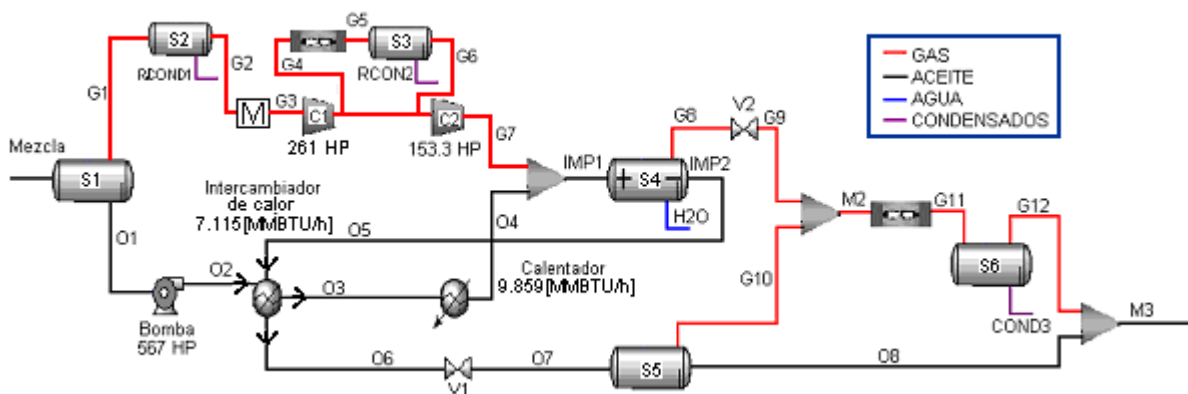 G5
S2
S3
G6
G2
G4
RCOND1
RCON2
G1
M
G3
C1
C2
261 HP
153.3 HP
G7
Mezcla
S1
Intercambiador
de calor
7.115[MMBTU/h]
O1
O2
O5
O3
Bomba
567 HP
O4
Calentador
9.859[MMBTU/h]
IMP1
S4
IMP2
H2O
G8
V2
G9
M2
G10
G11
G12
S6
COND3
M3
O6
V1
O7
S5
O8
GAS
ACEITE
AGUA
CONDENSADOS